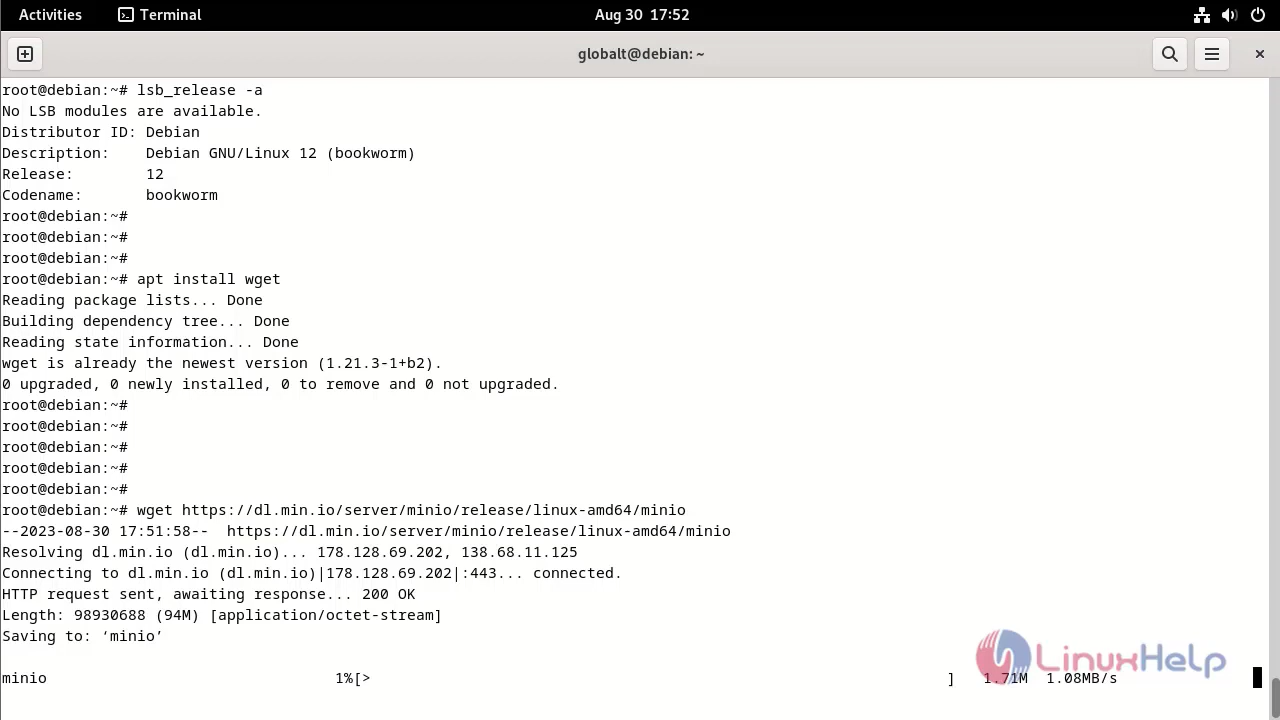 Activities Terminal Aug 30 17:52
globalt@debian: ~
root@debian:~# lsb_release -a
No LSB modules are available.
Distributor ID: Debian
Description:    Debian GNU/Linux 12 (bookworm)
Release:        12
Codename:       bookworm
root@debian:~#
root@debian:~#
root@debian:~#
root@debian:~# apt install wget
Reading package lists... Done
Building dependency tree... Done
Reading state information... Done
wget is already the newest version (1.21.3-1+b2).
0 upgraded, 0 newly installed, 0 to remove and 0 not upgraded.
root@debian:~#
root@debian:~#
root@debian:~#
root@debian:~#
root@debian:~#
root@debian:~# wget https://dl.min.io/server/minio/release/linux-amd64/minio
--2023-08-30 17:51:58--  https://dl.min.io/server/minio/release/linux-amd64/minio
Resolving dl.min.io (dl.min.io)... 178.128.69.202, 138.68.11.125
Connecting to dl.min.io (dl.min.io)|178.128.69.202|:443... connected.
HTTP request sent, awaiting response... 200 OK
Length: 98930688 (94M) [application/octet-stream]
Saving to: ‘minio’
LinuxHelp
minio                                1%[>                                                                ]   1.71M  1.08MB/s